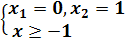 x₁ = 0, x₂ = 1
x ≥ −1